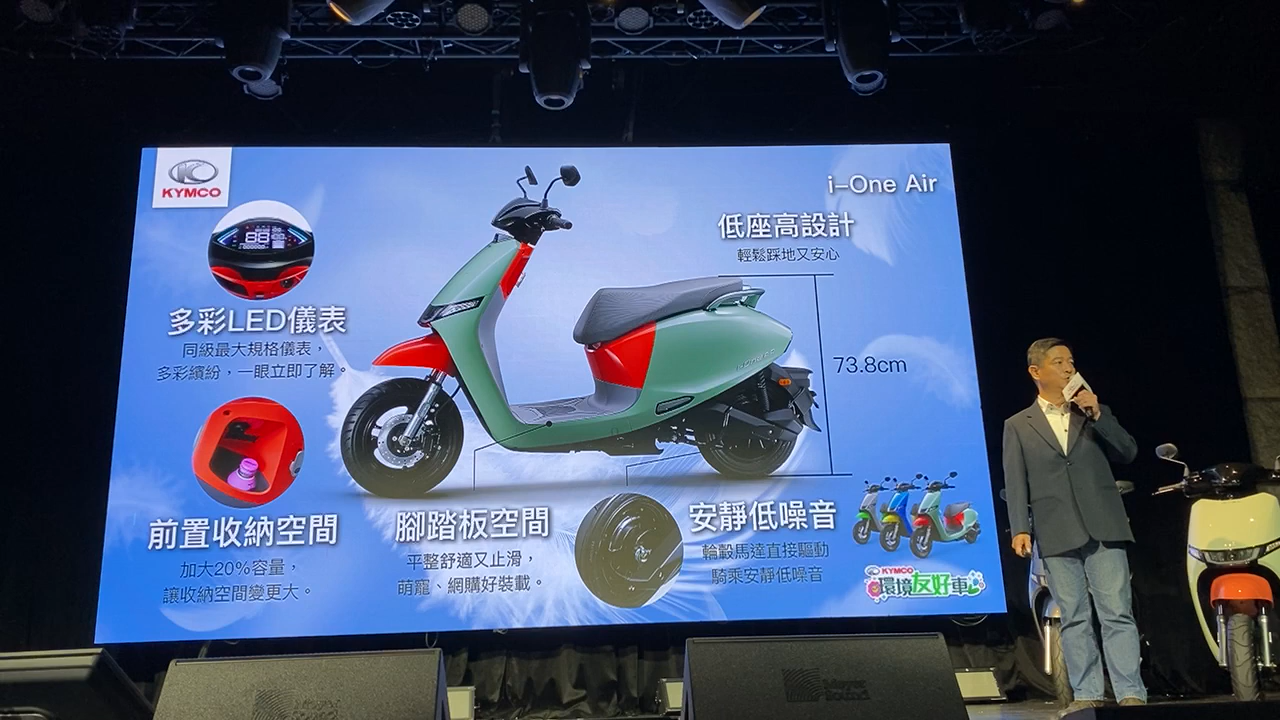 KYMCO
i-One Air
低座高設計
輕鬆踩地又安心
88
多彩LED儀表
同級最大規格儀表，
多彩繽紛，一眼立即了解。
73.8cm
前置收納空間
加大20%容量，
讓收納空間變更大。
腳踏板空間
平整舒適又止滑，
萌寵、網購好裝載。
安靜低噪音
輪轂馬達直接驅動
騎乘安靜低噪音
KYMCO
環境友好車
Meyer
Sound